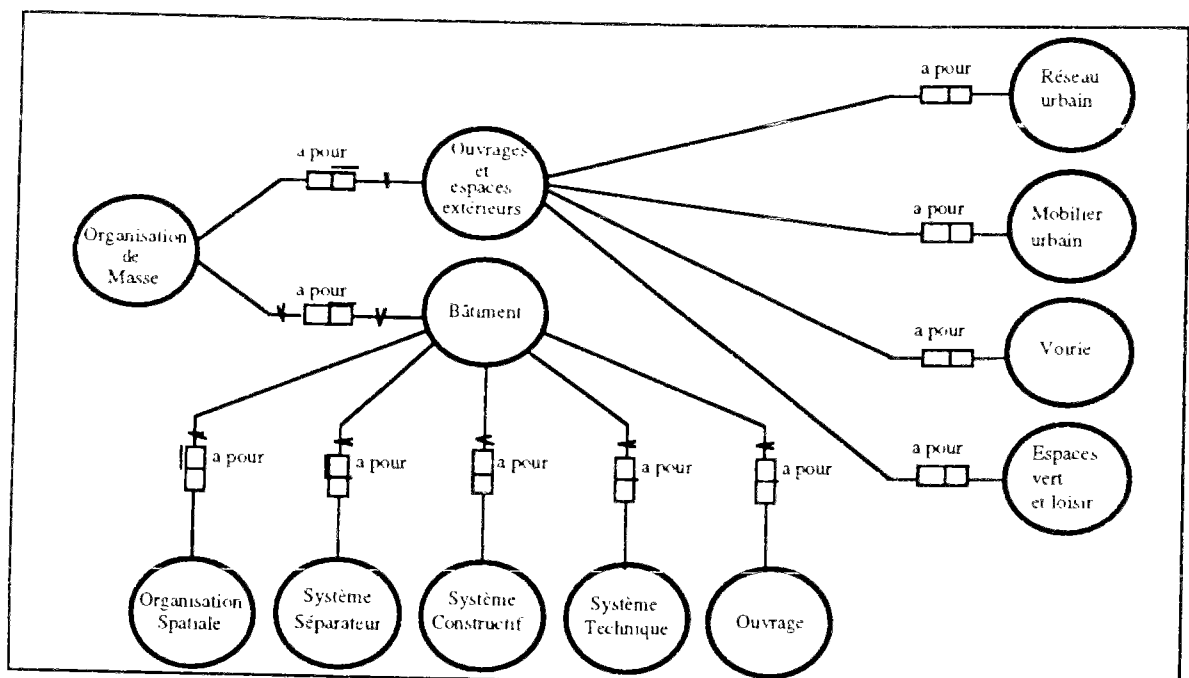 a pour
Réseau
urbain
a pour
Ouvrages
et
espaces
extérieurs
a pour
Mobilier
urbain
Organisation
de
Masse
a pour
Bâtiment
a pour
Voirie
a pour
Espaces
vert
et loisir
a pour
a pour
a pour
a pour
a pour
Organisation
Spatiale
Système
Séparateur
Système
Constructif
Système
Technique
Ouvrage